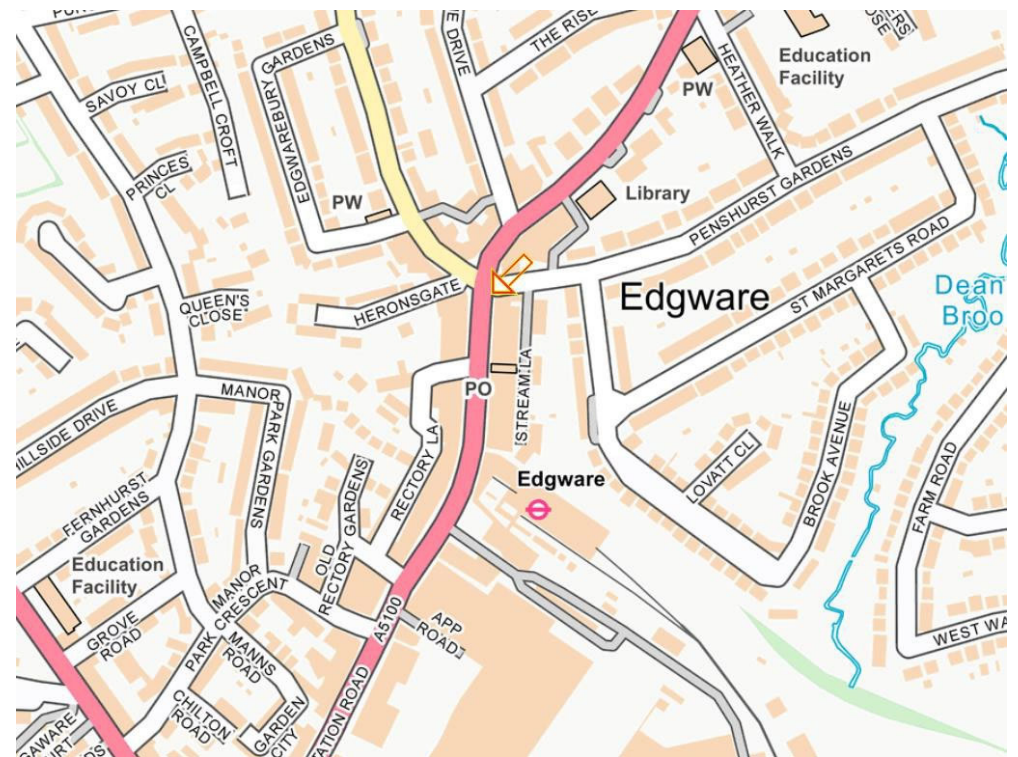 CAMPBELL CROFT
EDGWAREBURY GARDENS
E DRIVE
THE RISE
HEATHER WALK
Education
Facility
PW
SAVOY CL
PRINCES
CL
PW
Library
PENSHURST GARDENS
ST MARGARETS ROAD
QUEEN'S
CLOSE
HERONSGATE
Edgware
Dean
Broo
MANOR
PARK GARDENS
PO
STREAM LA
HILLSIDE DRIVE
RECTORY LA
LOVATT CL
BROOK AVENUE
FARM ROAD
Edgware
FERNHURST
GARDENS
OLD
RECTORY GARDENS
Education
Facility
MANOR
PARK CRESCENT
GROVE
ROAD
MANNS
ROAD
A5100
APP
ROAD
WEST WA
CHILTON
ROAD
GARDEN
CITY
TATION ROAD
GAWARE
URT
D'S